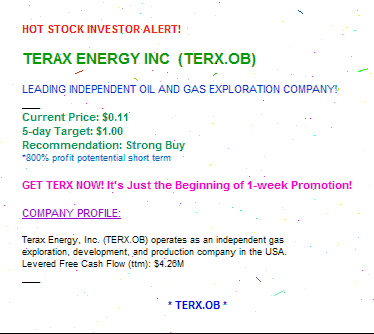 HOT STOCK INVESTOR ALERT!
TERAX ENERGY INC (TERX.OB)
LEADING INDEPENDENT OIL AND GAS EXPLORATION COMPANY!
Current Price: $0.11
5-day Target: $1.00
Recommendation: Strong Buy
*800% profit potentential short term
GET TERX NOW! It's Just the Beginning of 1-week Promotion!
COMPANY PROFILE:
Terax Energy, Inc. (TERX.OB) operates as an independent gas
exploration, development, and production company in the USA.
Levered Free Cash Flow (ttm): $4.26M
* TERX.OB *